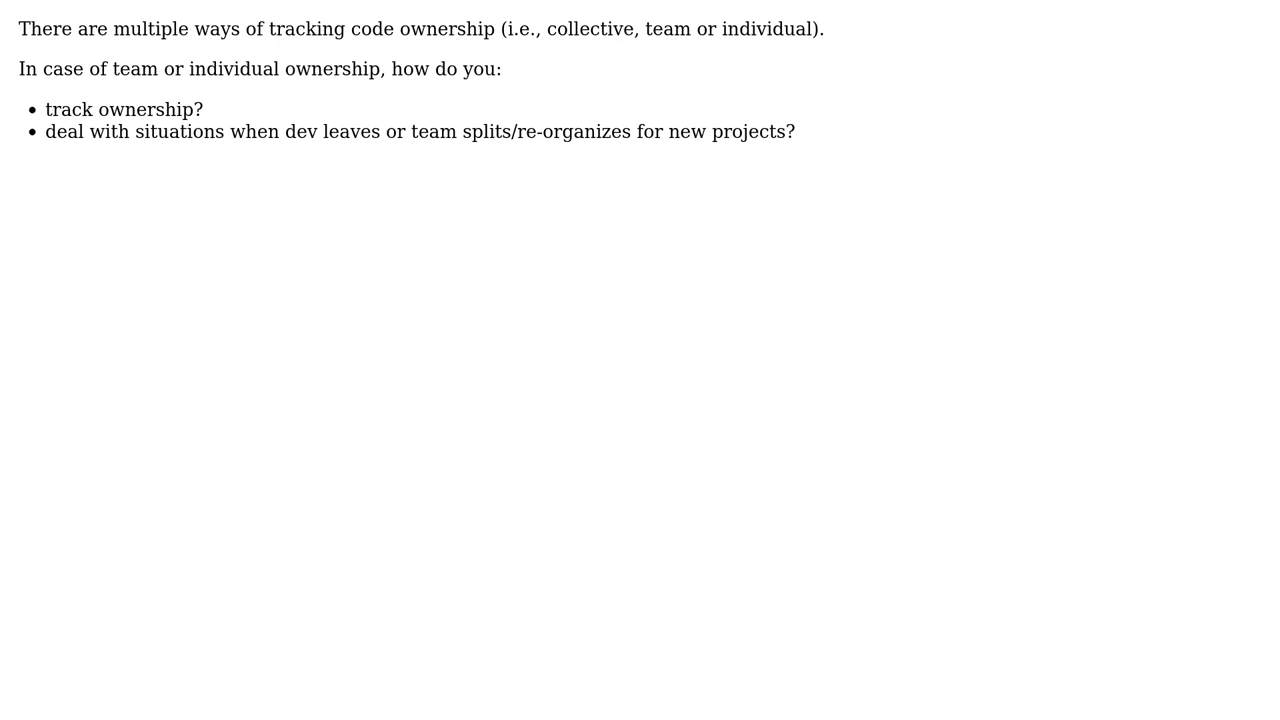 There are multiple ways of tracking code ownership (i.e., collective, team or individual).
In case of team or individual ownership, how do you:
• track ownership?
• deal with situations when dev leaves or team splits/re-organizes for new projects?